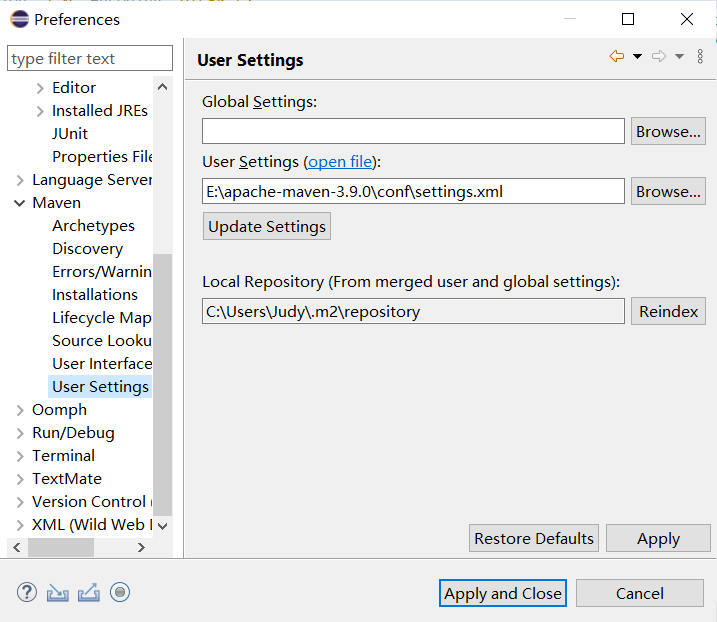 Preferences
type filter text
Editor
Installed JREs
JUnit
Properties File
Language Server
Maven
Archetypes
Discovery
Errors/Warnin
Installations
Lifecycle Map
Source Looku
User Interface
User Settings
Oomph
Run/Debug
Terminal
TextMate
Version Control (
XML (Wild Web
User Settings
Global Settings:
Browse...
User Settings (open file):
E:\apache-maven-3.9.0\conf\settings.xml
Browse...
Update Settings
Local Repository (From merged user and global settings):
C:\Users\Judy\.m2\repository
Reindex
Restore Defaults
Apply
?
Apply and Close
Cancel